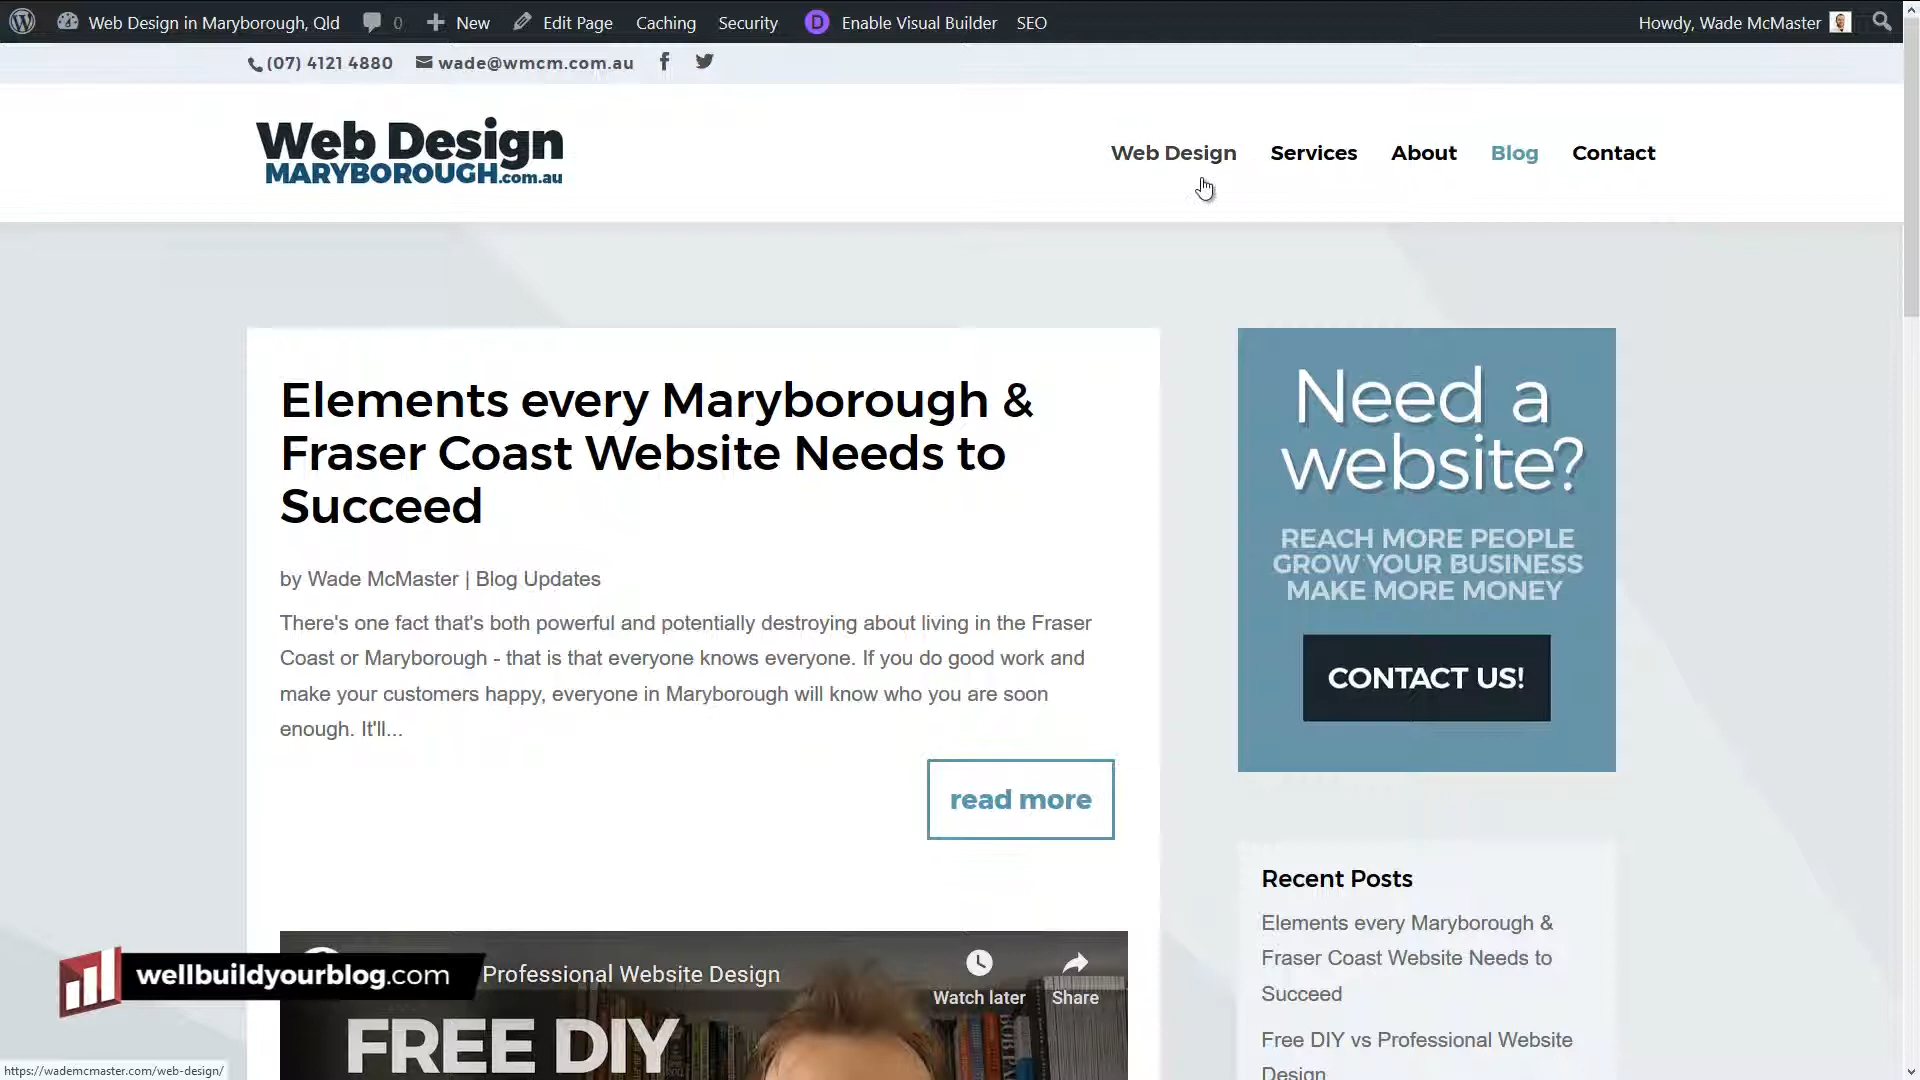 Web Design in Maryborough, Qld 0 New Edit Page Caching Security D Enable Visual Builder SEO Howdy, Wade McMaster
(07) 4121 4880 wade@wmcm.com.au
Web Design
MARYBOROUGH.com.au
Web Design Services About Blog Contact
Elements every Maryborough &
Fraser Coast Website Needs to
Succeed
by Wade McMaster | Blog Updates
There's one fact that's both powerful and potentially destroying about living in the Fraser
Coast or Maryborough - that is that everyone knows everyone. If you do good work and
make your customers happy, everyone in Maryborough will know who you are soon
enough. It'll...
read more
Need a
website?
REACH MORE PEOPLE
GROW YOUR BUSINESS
MAKE MORE MONEY
CONTACT US!
Recent Posts
Elements every Maryborough &
Fraser Coast Website Needs to
Succeed
Free DIY vs Professional Website
Design
Professional Website Design
Watch later Share
FREE DIY
wellbuildyourblog.com
https://wademcmaster.com/web-design/